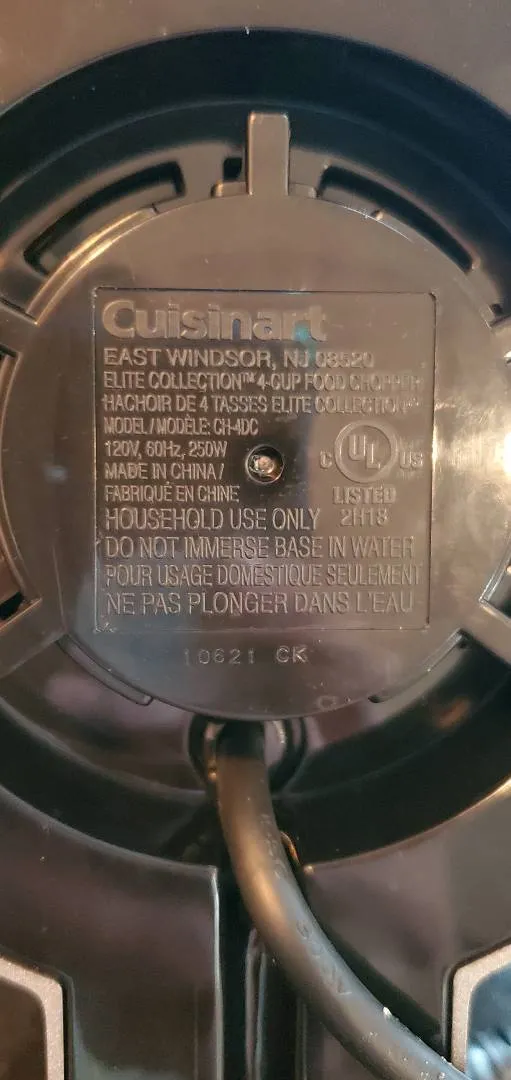 Cuisinart
EAST WINDSOR, NJ 08520
ELITE COLLECTION™ 4-CUP FOOD CHOPPER
HACHOIR DE 4 TASSES ELITE COLLECTION™
MODEL / MODÈLE: CH-4DC
120V, 60Hz, 250W
MADE IN CHINA /
FABRIQUÉ EN CHINE
C UL US
LISTED
2H18
HOUSEHOLD USE ONLY
DO NOT IMMERSE BASE IN WATER
POUR USAGE DOMESTIQUE SEULEMENT
NE PAS PLONGER DANS L'EAU
10621 CK